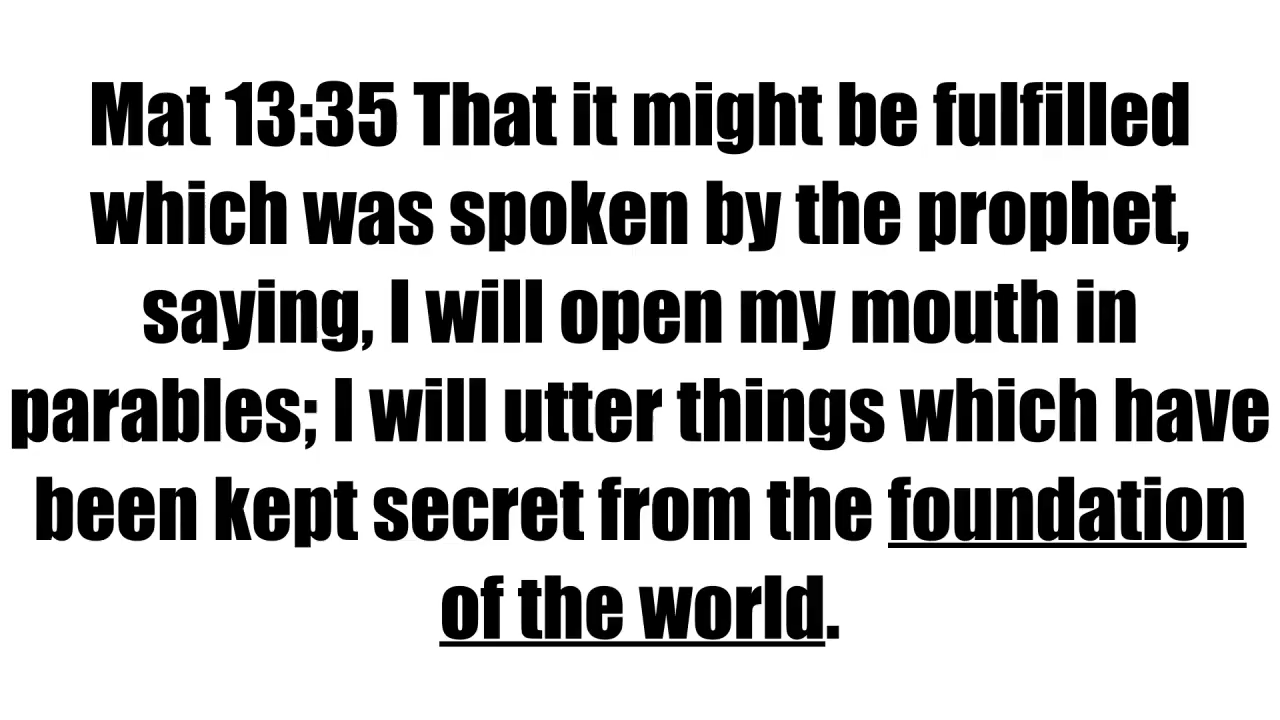 Mat 13:35 That it might be fulfilled
which was spoken by the prophet,
saying, I will open my mouth in
parables; I will utter things which have
been kept secret from the foundation
of the world.